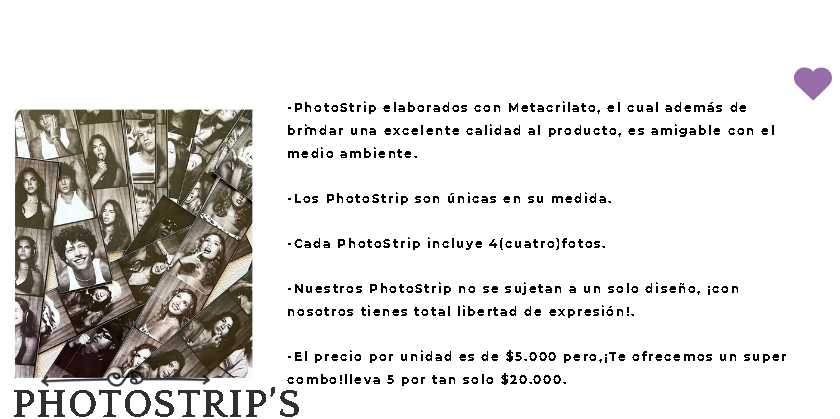 -PhotoStrip elaborados con Metacrilato, el cual además de
brindar una excelente calidad al producto, es amigable con el
medio ambiente.
-Los PhotoStrip son únicas en su medida.
-Cada PhotoStrip incluye 4(cuatro)fotos.
-Nuestros PhotoStrip no se sujetan a un solo diseño, ¡con
nosotros tienes total libertad de expresión!.
-El precio por unidad es de $5.000 pero,¡Te ofrecemos un super
combo!lleva 5 por tan solo $20.000.
PHOTOSTRIP'S